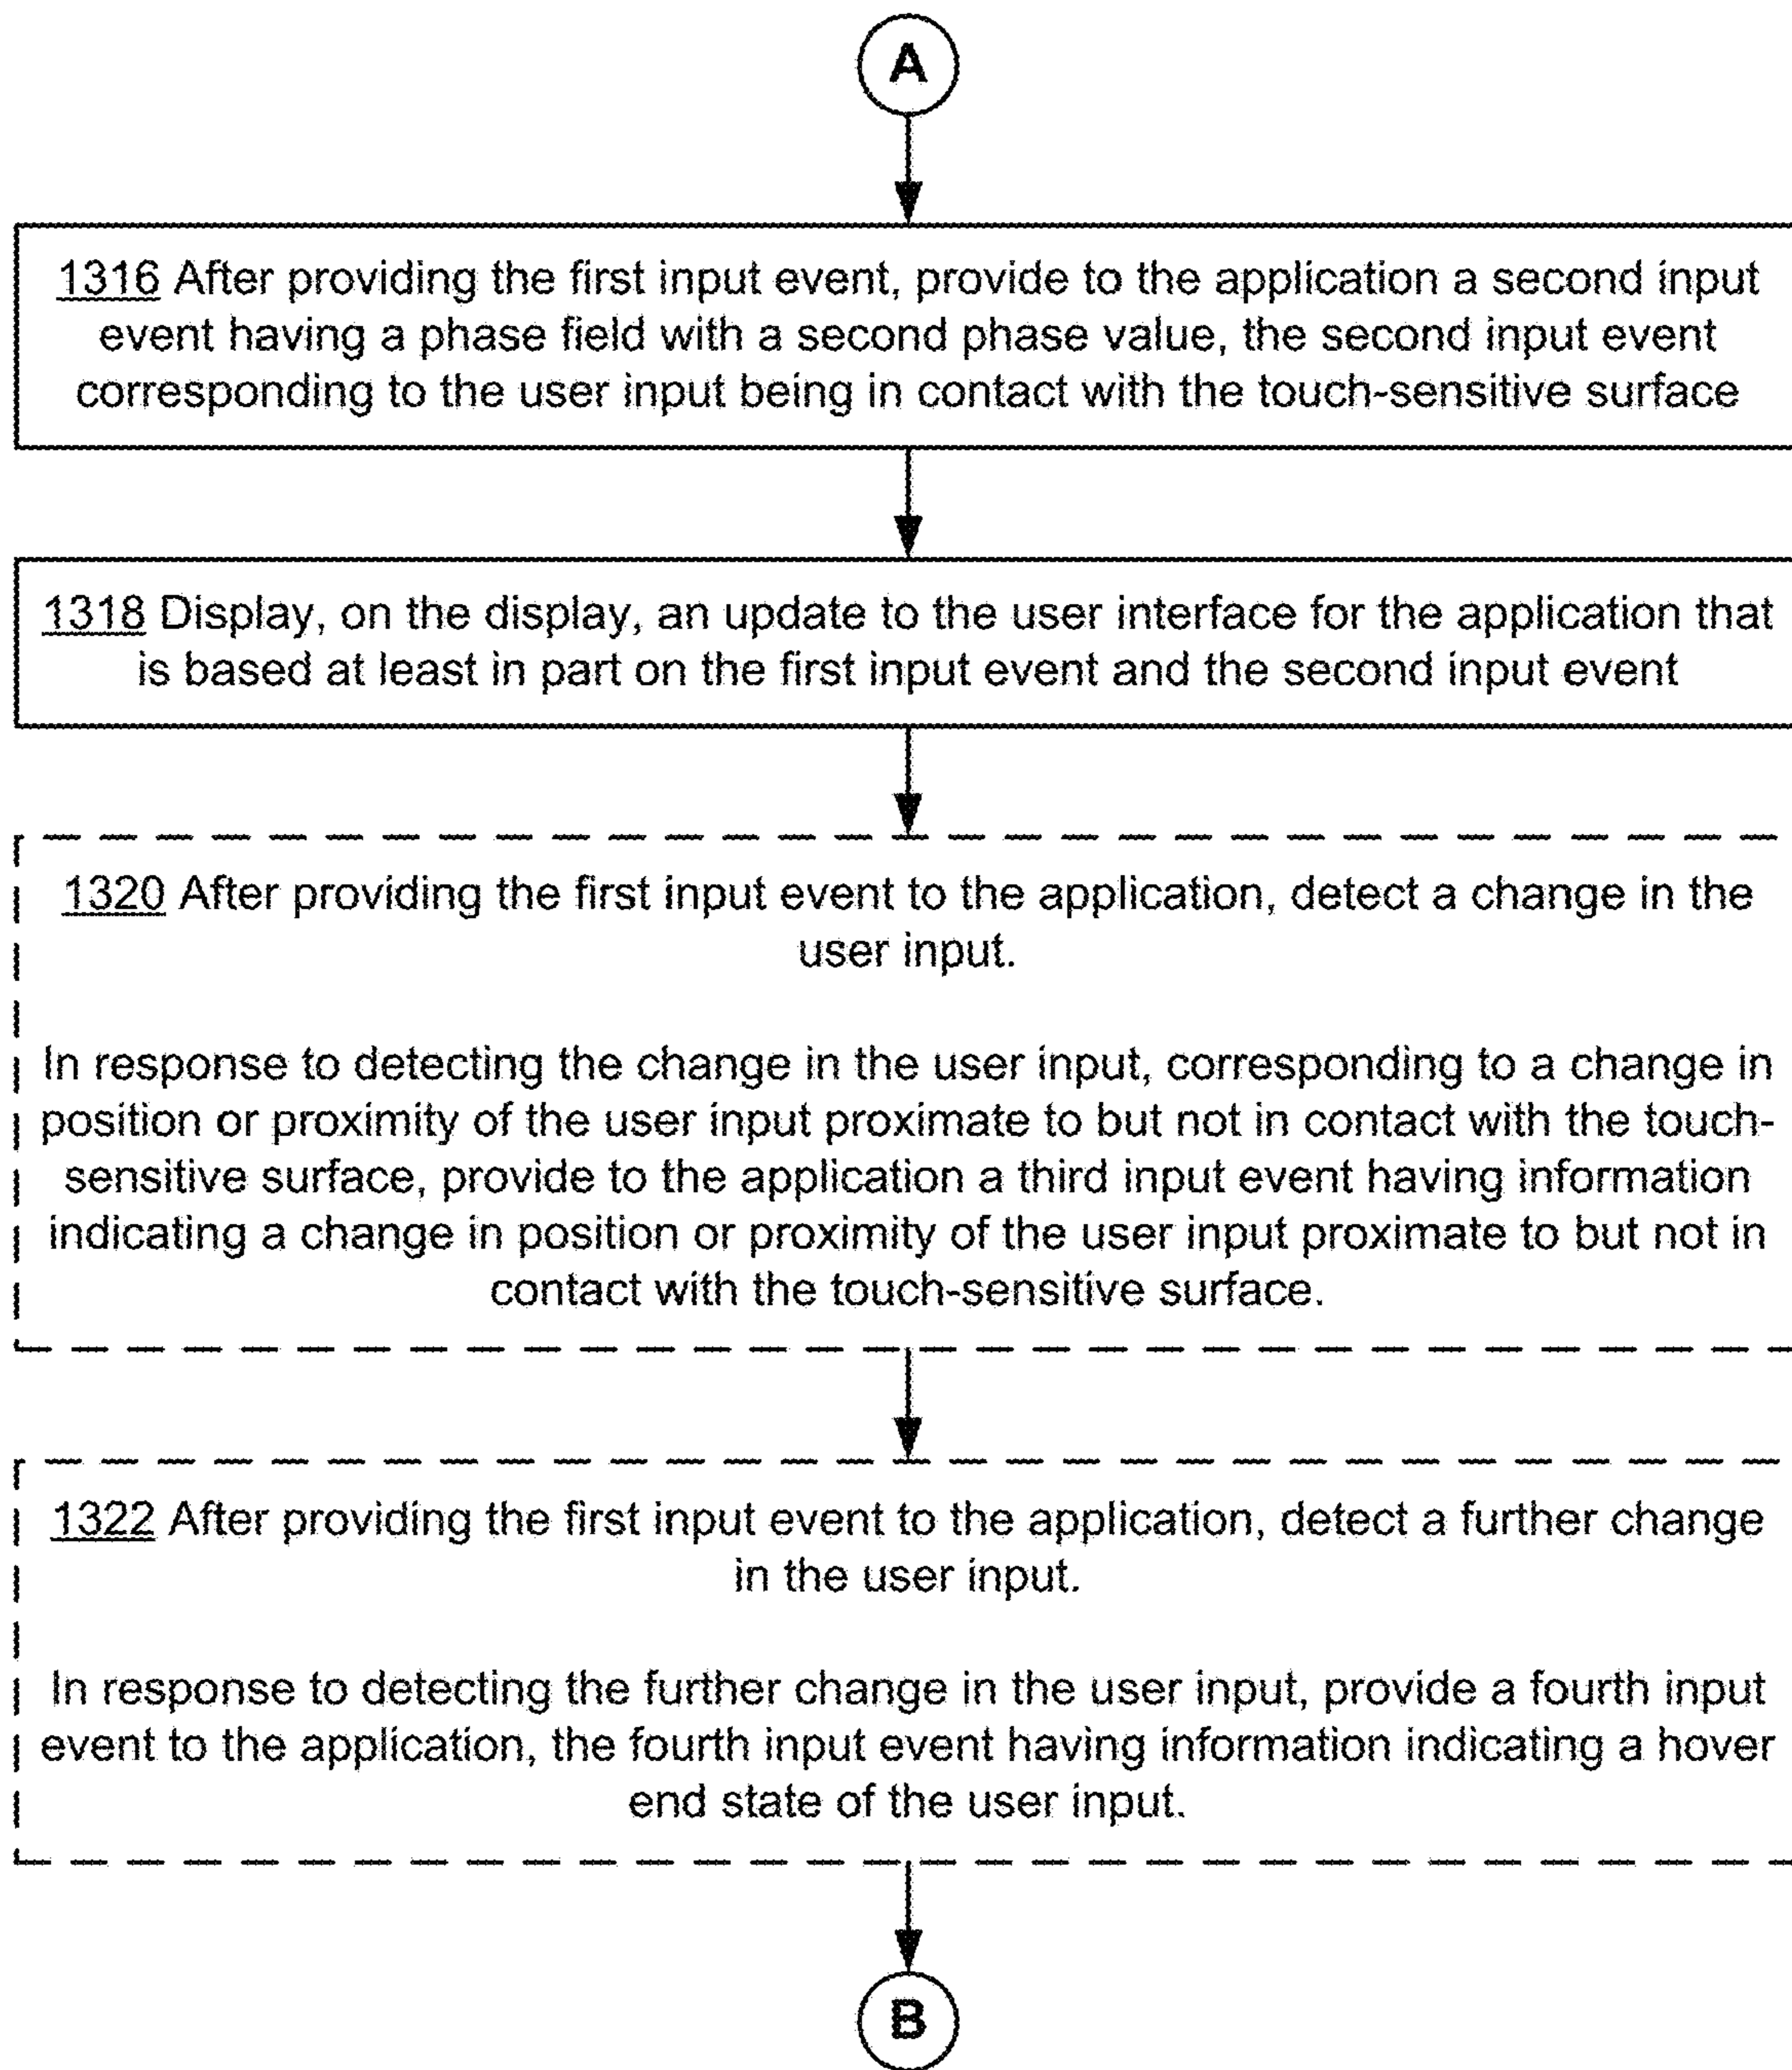 A
1316 After providing the first input event, provide to the application a second input
event having a phase field with a second phase value, the second input event
corresponding to the user input being in contact with the touch-sensitive surface
1318 Display, on the display, an update to the user interface for the application that
is based at least in part on the first input event and the second input event
1320 After providing the first input event to the application, detect a change in the
user input.
In response to detecting the change in the user input, corresponding to a change in
position or proximity of the user input proximate to but not in contact with the touch-
sensitive surface, provide to the application a third input event having information
indicating a change in position or proximity of the user input proximate to but not in
contact with the touch-sensitive surface.
1322 After providing the first input event to the application, detect a further change
in the user input.
In response to detecting the further change in the user input, provide a fourth input
event to the application, the fourth input event having information indicating a hover
end state of the user input.
B